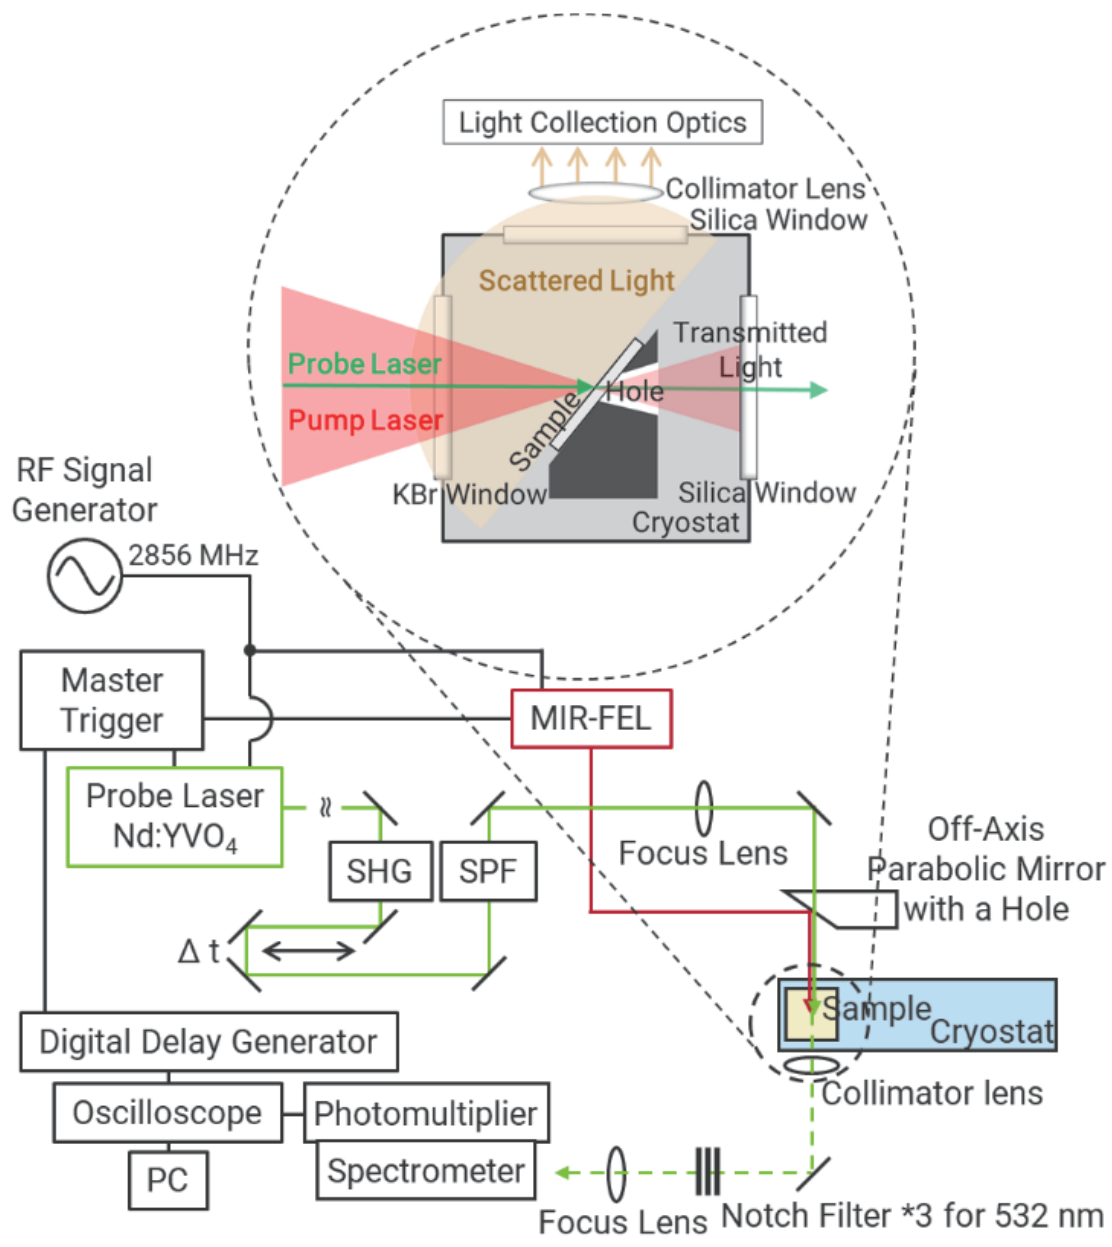 Light Collection Optics
Collimator Lens
Silica Window
Scattered Light
Transmitted
Light
Probe Laser
Hole
Pump Laser
Sample
KBr Window
Silica Window
Cryostat
RF Signal
Generator
2856 MHz
Master
Trigger
MIR-FEL
Probe Laser
Nd:YVO₄
≈
SHG
SPF
Focus Lens
Off-Axis
Parabolic Mirror
with a Hole
Δ t
Sample
Cryostat
Digital Delay Generator
Collimator lens
Oscilloscope
Photomultiplier
PC
Spectrometer
Focus Lens
Notch Filter *3 for 532 nm